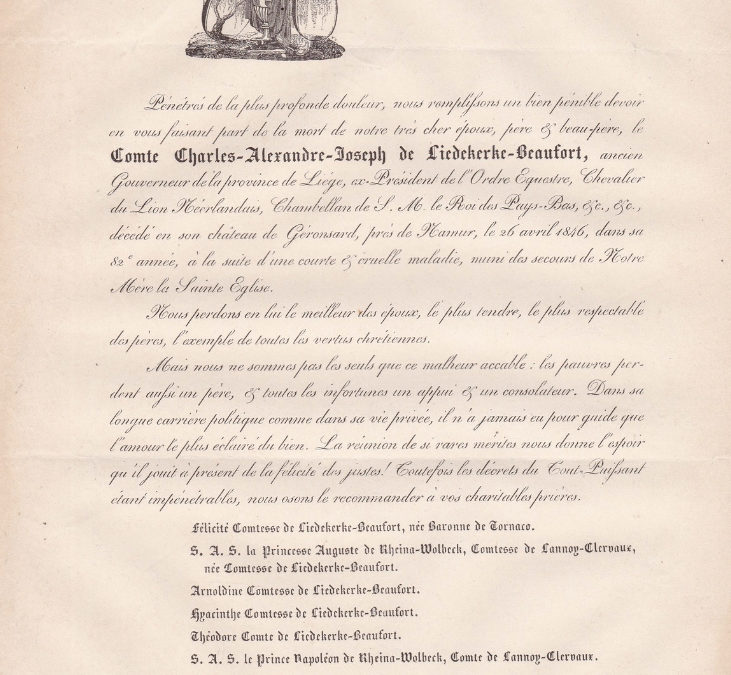 Pénétrés de la plus profonde douleur, nous remplissons un bien pénible devoir
en vous faisant part de la mort de notre très cher époux, père & beau-père, le
Comte Charles-Alexandre-Joseph de Liedekerke-Beaufort, ancien
Gouverneur de la province de Liége, ex-Président de l'Ordre Equestre, Chevalier
du Lion Néerlandais, Chambellan de S. M. le Roi des Pays-Bas, &c., &c.,
décédé en son château de Géronsard, près de Namur, le 26 avril 1846, dans sa
82e année, à la suite d'une courte & cruelle maladie, muni des secours de Notre
Mère la Sainte Eglise.
Nous perdons en lui le meilleur des époux, le plus tendre, le plus respectable
des pères, l'exemple de toutes les vertus chrétiennes.
Mais nous ne sommes pas les seuls que ce malheur accable : les pauvres per-
dent aussi un père, & toutes les infortunes un appui & un consolateur. Dans sa
longue carrière politique comme dans sa vie privée, il n'a jamais eu pour guide que
l'amour le plus éclairé du bien. La réunion de si rares mérites nous donne l'espoir
qu'il jouit à présent de la félicité des justes! Toutefois les décrets du Tout-Puissant
étant impénétrables, nous osons le recommander à vos charitables prières.
Félicité Comtesse de Liedekerke-Beaufort, née Baronne de Tornaco.
S. A. S. la Princesse Auguste de Rheina-Wolbeck, Comtesse de Lannoy-Clervaux,
née Comtesse de Liedekerke-Beaufort.
Arnoldine Comtesse de Liedekerke-Beaufort.
Hyacinthe Comtesse de Liedekerke-Beaufort.
Théodore Comte de Liedekerke-Beaufort.
S. A. S. le Prince Napoléon de Rheina-Wolbeck, Comte de Lannoy-Clervaux.